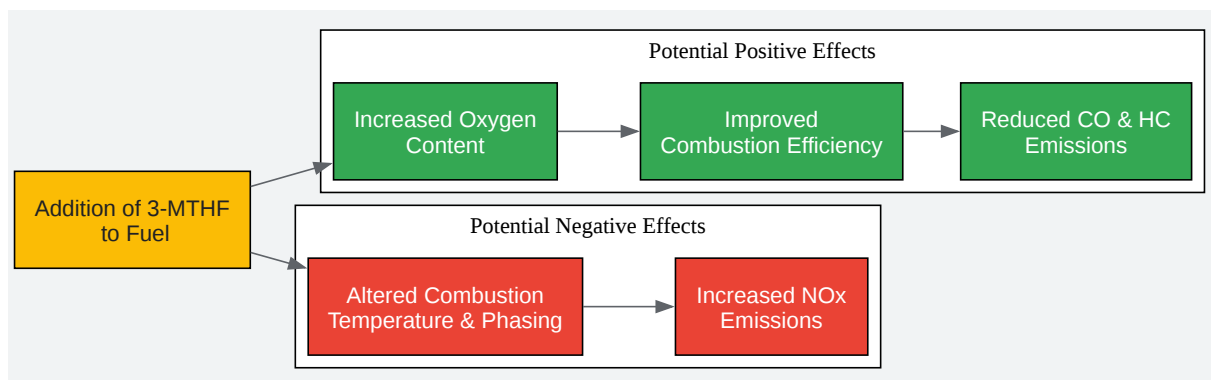 Potential Positive Effects
Increased Oxygen
Content
Improved
Combustion Efficiency
Reduced CO & HC
Emissions
Addition of 3-MTHF
to Fuel
Potential Negative Effects
Altered Combustion
Temperature & Phasing
Increased NOx
Emissions